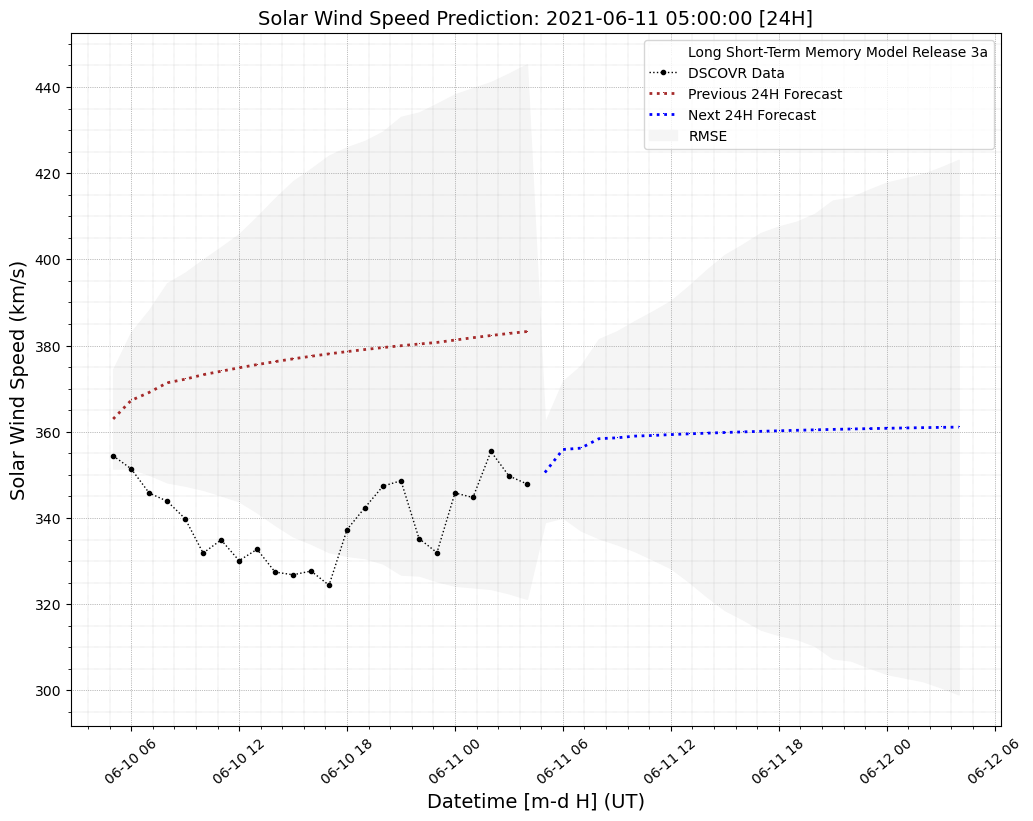 Solar Wind Speed Prediction: 2021-06-11 05:00:00 [24H]
Long Short-Term Memory Model Release 3a
DSCOVR Data
Previous 24H Forecast
Next 24H Forecast
RMSE
Solar Wind Speed (km/s)
440
420
400
380
360
340
320
300
06-10 06
06-10 12
06-10 18
06-11 00
06-11 06
06-11 12
06-11 18
06-12 00
06-12 06
Datetime [m-d H] (UT)